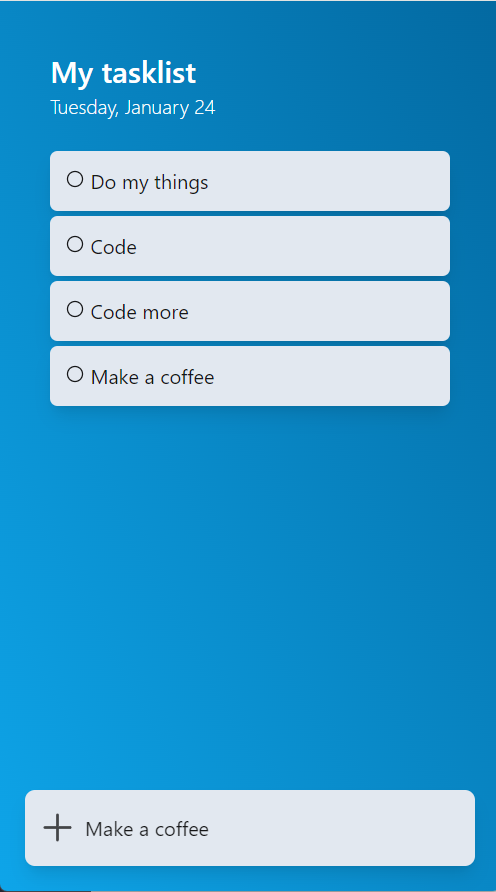 My tasklist
Tuesday, January 24
Do my things
Code
Code more
Make a coffee
Make a coffee